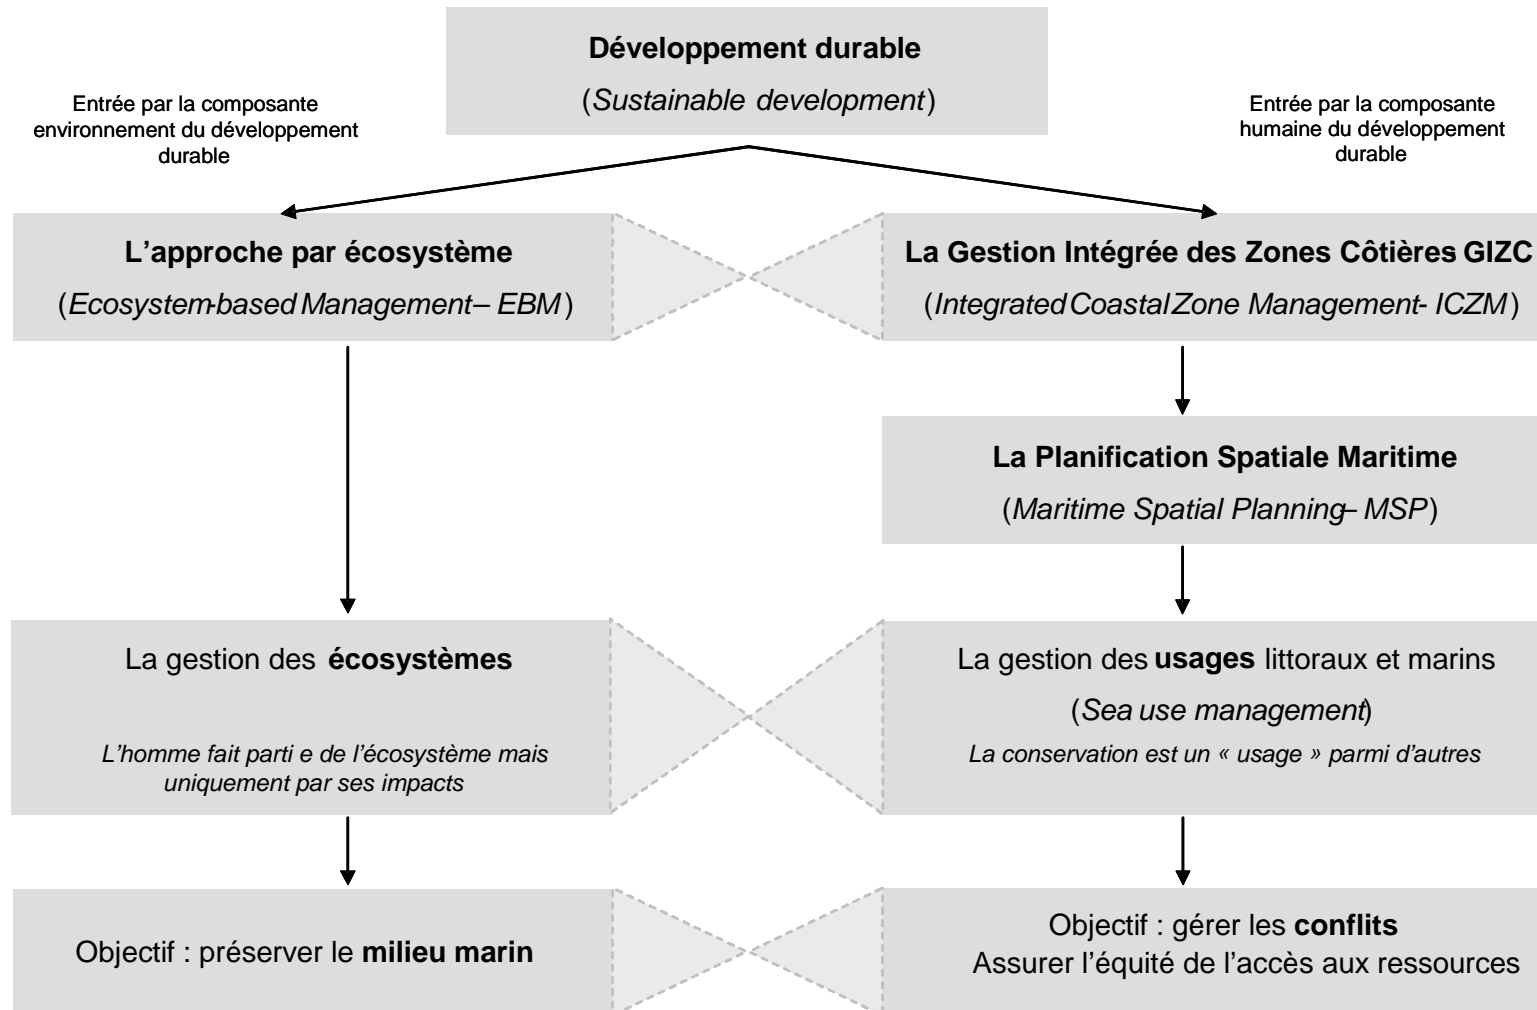 Développement durable
(Sustainable development)
Entrée par la composante
environnement du développement
durable
Entrée par la composante
humaine du développement
durable
L'approche par écosystème
(Ecosystem-based Management– EBM)
La Gestion Intégrée des Zones Côtières GIZC
(Integrated Coastal Zone Management- ICZM)
La Planification Spatiale Maritime
(Maritime Spatial Planning– MSP)
La gestion des écosystèmes
L'homme fait parti e de l'écosystème mais
uniquement par ses impacts
La gestion des usages littoraux et marins
(Sea use management)
La conservation est un « usage » parmi d'autres
Objectif : préserver le milieu marin
Objectif : gérer les conflits
Assurer l'équité de l'accès aux ressources